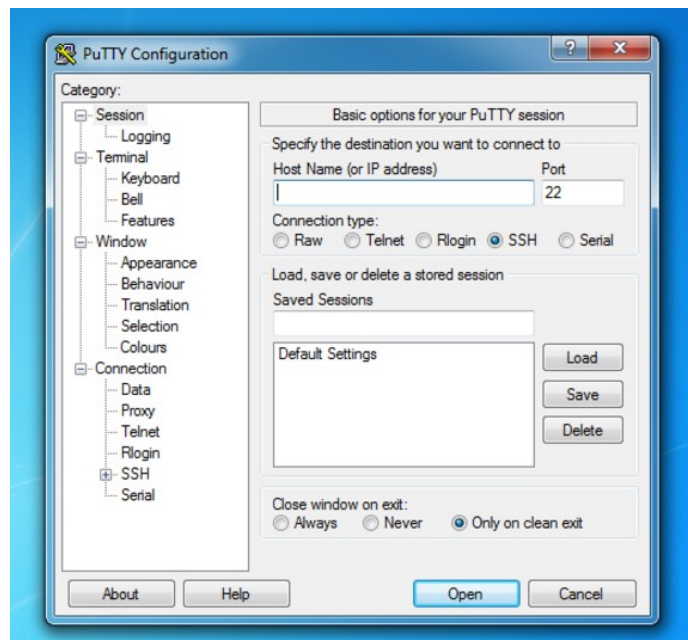 PuTTY Configuration
?
X
Category:
Session
Logging
Terminal
Keyboard
Bell
Features
Window
Appearance
Behaviour
Translation
Selection
Colours
Connection
Data
Proxy
Telnet
Rlogin
SSH
Serial
Basic options for your PuTTY session
Specify the destination you want to connect to
Host Name (or IP address) Port
22
Connection type:
Raw Telnet Rlogin SSH Serial
Load, save or delete a stored session
Saved Sessions
Default Settings
Load
Save
Delete
Close window on exit:
Always Never Only on clean exit
About Help Open Cancel